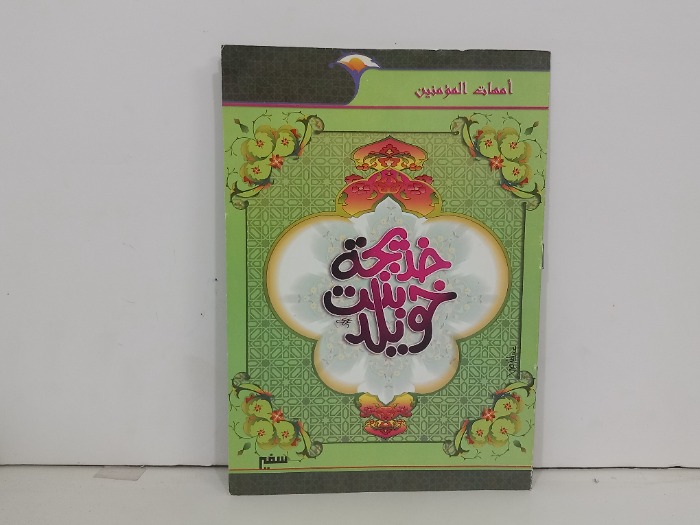 أمهات المؤمنين
خديجة
بنت
خويلد
سفير